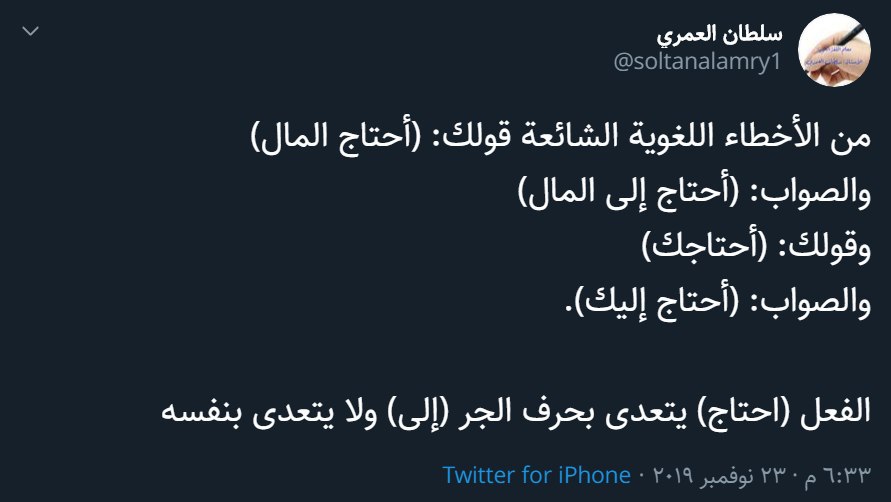 سلطان العمري
@soltanalamry1
من الأخطاء اللغوية الشائعة قولك: (أحتاج المال)
والصواب: (أحتاج إلى المال)
وقولك: (أحتاجك)
والصواب: (أحتاج إليك).
الفعل (احتاج) يتعدى بحرف الجر (إلى) ولا يتعدى بنفسه
٦:٣٣ م · ٢٣ نوفمبر ٢٠١٩ · Twitter for iPhone